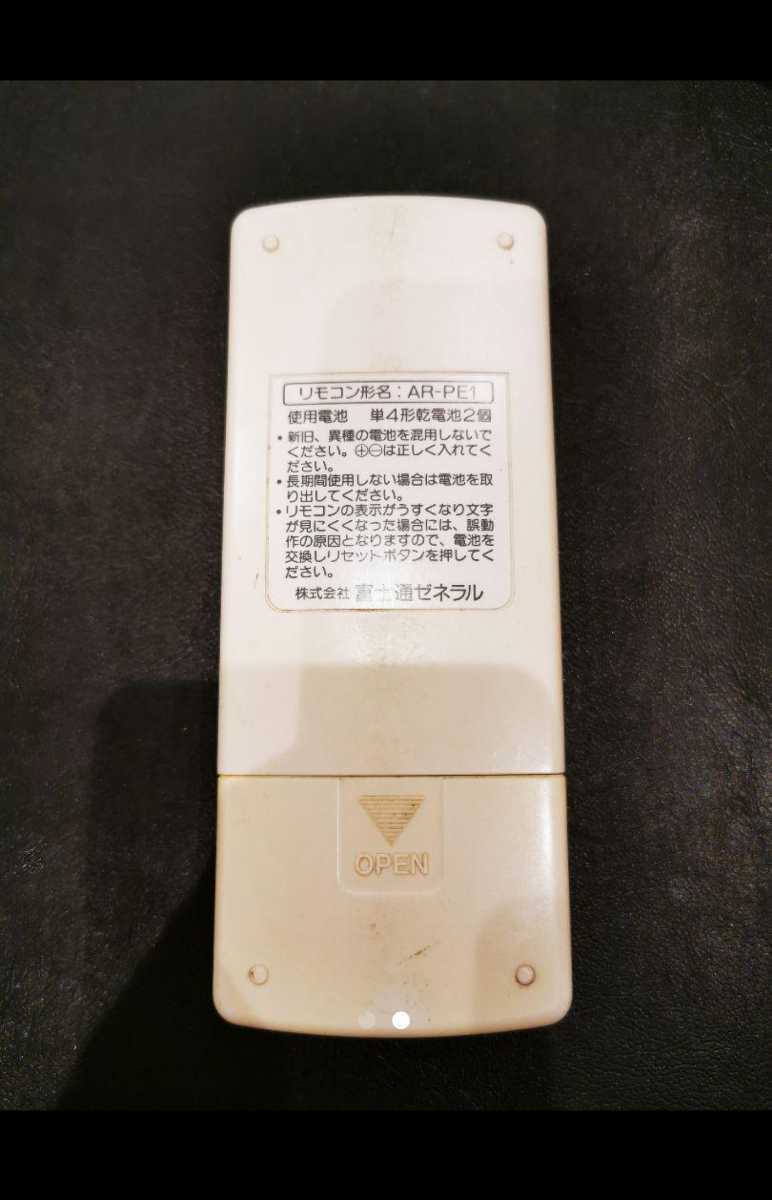 リモコン形名：AR-PE1
使用電池　単4形乾電池2個
・新旧、異種の電池を混用しないで
ください。⊕⊖は正しく入れてく
ださい。
・長期間使用しない場合は電池を取
り出してください。
・リモコンの表示がうすくなり文字
が見にくくなった場合には、誤動
作の原因となりますので、電池を
交換しリセットボタンを押してく
ださい。
株式会社 富士通ゼネラル
OPEN